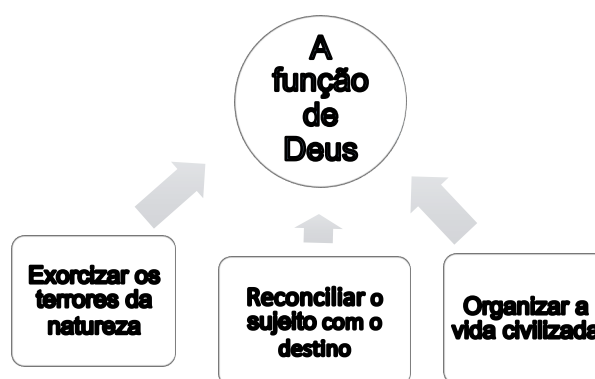 A
função
de
Deus
Exorcizar os
terrores da
natureza
Reconciliar o
sujeito com o
destino
Organizar a
vida civilizada